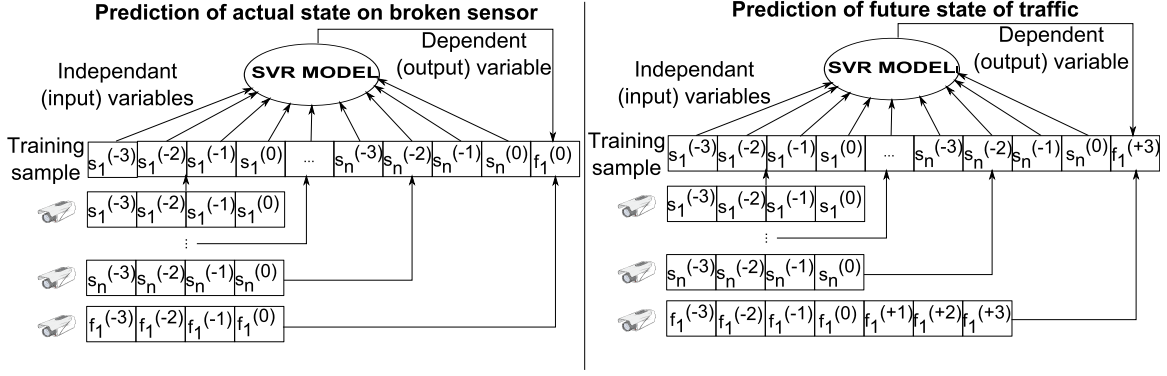 Prediction of actual state on broken sensor
SVR MODEL
Independant
(input) variables
Dependent
(output) variable
Training
sample
s1(-3) s1(-2) s1(-1) s1(0) ... sn(-3) sn(-2) sn(-1) sn(0) f1(0)
s1(-3) s1(-2) s1(-1) s1(0)
...
sn(-3) sn(-2) sn(-1) sn(0)
f1(-3) f1(-2) f1(-1) f1(0)
Prediction of future state of traffic
SVR MODEL
Independant
(input) variables
Dependent
(output) variable
Training
sample
s1(-3) s1(-2) s1(-1) s1(0) ... sn(-3) sn(-2) sn(-1) sn(0) f1(+3)
s1(-3) s1(-2) s1(-1) s1(0)
...
sn(-3) sn(-2) sn(-1) sn(0)
f1(-3) f1(-2) f1(-1) f1(0) f1(+1) f1(+2) f1(+3)